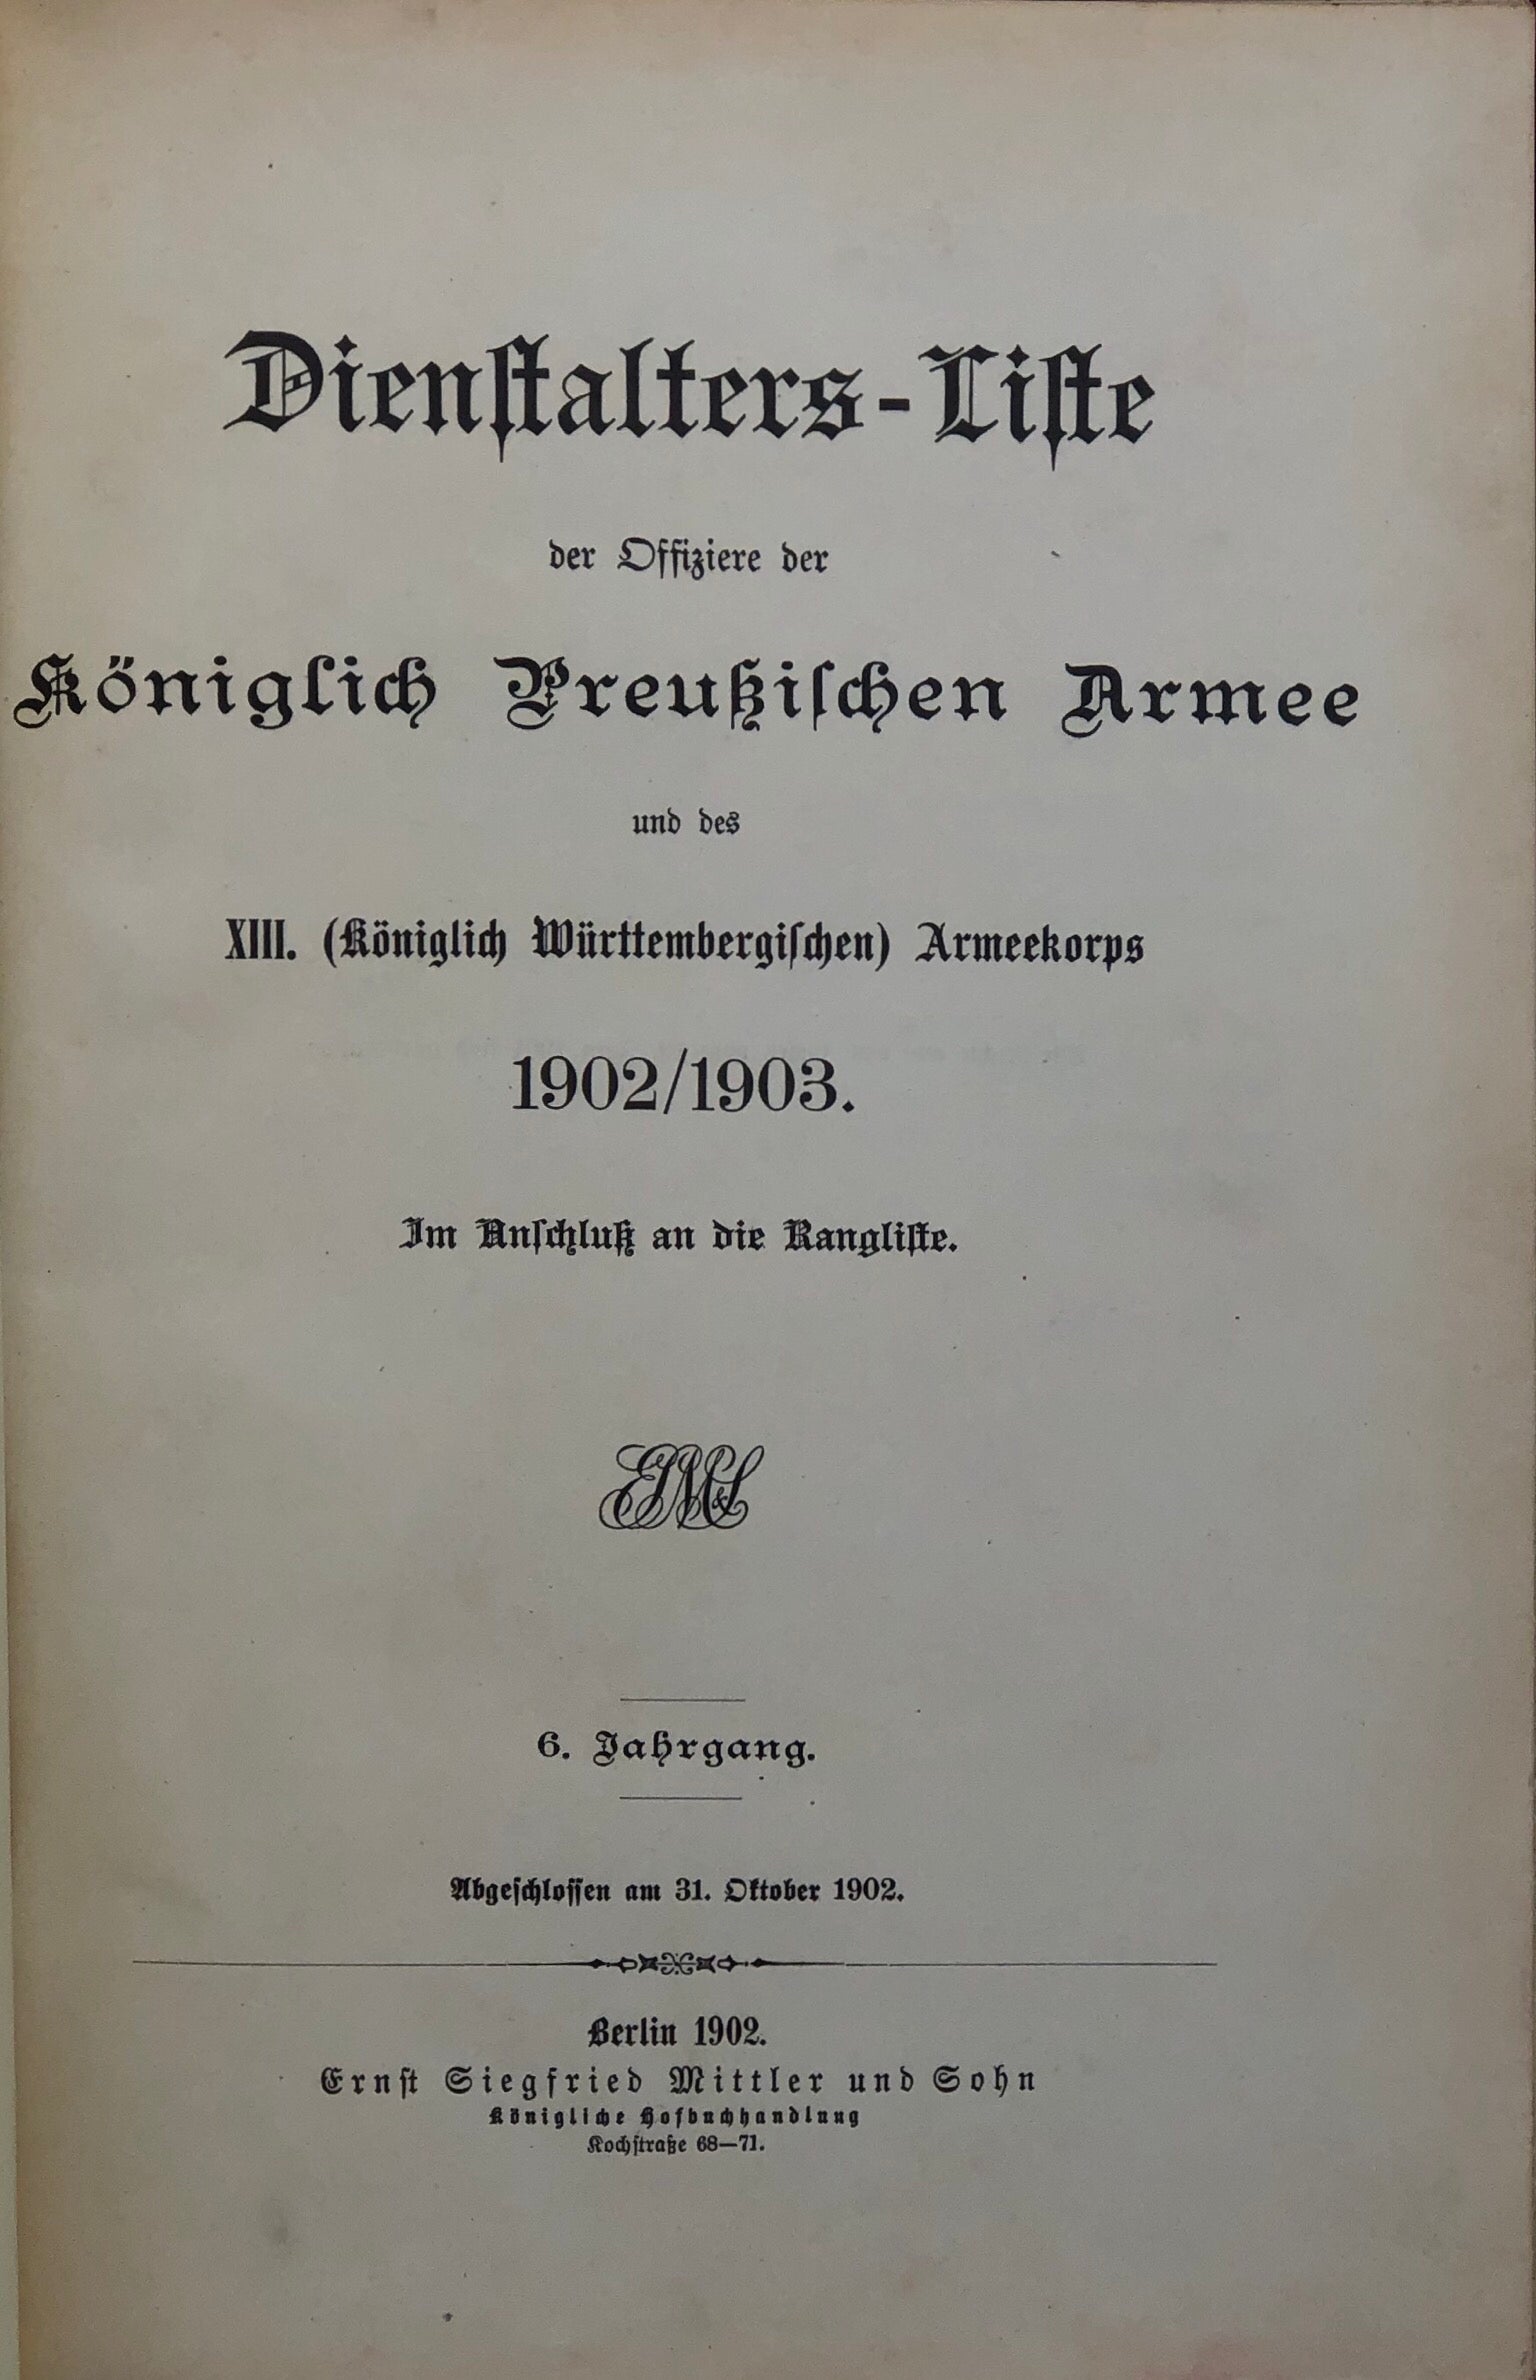 Dienstalters-Liste
der Offiziere der
Königlich Preußischen Armee
und des
XIII. (Königlich Württembergischen) Armeekorps
1902/1903.
Im Anschluß an die Rangliste.
6. Jahrgang.
Abgeschlossen am 31. Oktober 1902.
Berlin 1902.
Ernst Siegfried Mittler und Sohn
Königliche Hofbuchhandlung
Kochstraße 68—71.